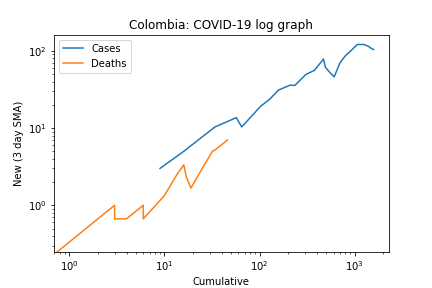 Colombia: COVID-19 log graph
Cases
Deaths
New (3 day SMA)
10²
10¹
10⁰
10⁰ 10¹ 10² 10³
Cumulative